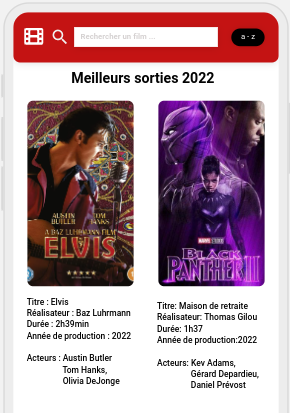 Rechercher un film ...
a - z
Meilleurs sorties 2022
AUSTIN BUTLER TOM HANKS
A BAZ LUHRMANN FILM
ELVIS
MARVEL STUDIOS
BLACK PANTHER II
Titre : Elvis
Réalisateur : Baz Luhrmann
Durée : 2h39min
Année de production : 2022
Acteurs : Austin Butler
Tom Hanks,
Olivia DeJonge
Titre: Maison de retraite
Réalisateur: Thomas Gilou
Durée: 1h37
Année de production:2022
Acteurs: Kev Adams,
Gérard Depardieu,
Daniel Prévost